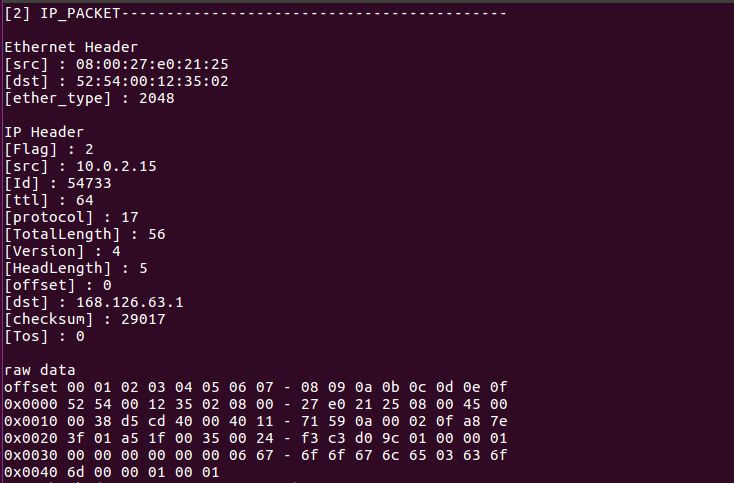 [2] IP_PACKET-------------------------------------------
Ethernet Header
[src] : 08:00:27:e0:21:25
[dst] : 52:54:00:12:35:02
[ether_type] : 2048
IP Header
[Flag] : 2
[src] : 10.0.2.15
[Id] : 54733
[ttl] : 64
[protocol] : 17
[TotalLength] : 56
[Version] : 4
[HeadLength] : 5
[offset] : 0
[dst] : 168.126.63.1
[checksum] : 29017
[Tos] : 0
raw data
offset 00 01 02 03 04 05 06 07 - 08 09 0a 0b 0c 0d 0e 0f
0x0000 52 54 00 12 35 02 08 00 - 27 e0 21 25 08 00 45 00
0x0010 00 38 d5 cd 40 00 40 11 - 71 59 0a 00 02 0f a8 7e
0x0020 3f 01 a5 1f 00 35 00 24 - f3 c3 d0 9c 01 00 00 01
0x0030 00 00 00 00 00 00 06 67 - 6f 6f 67 6c 65 03 63 6f
0x0040 6d 00 00 01 00 01